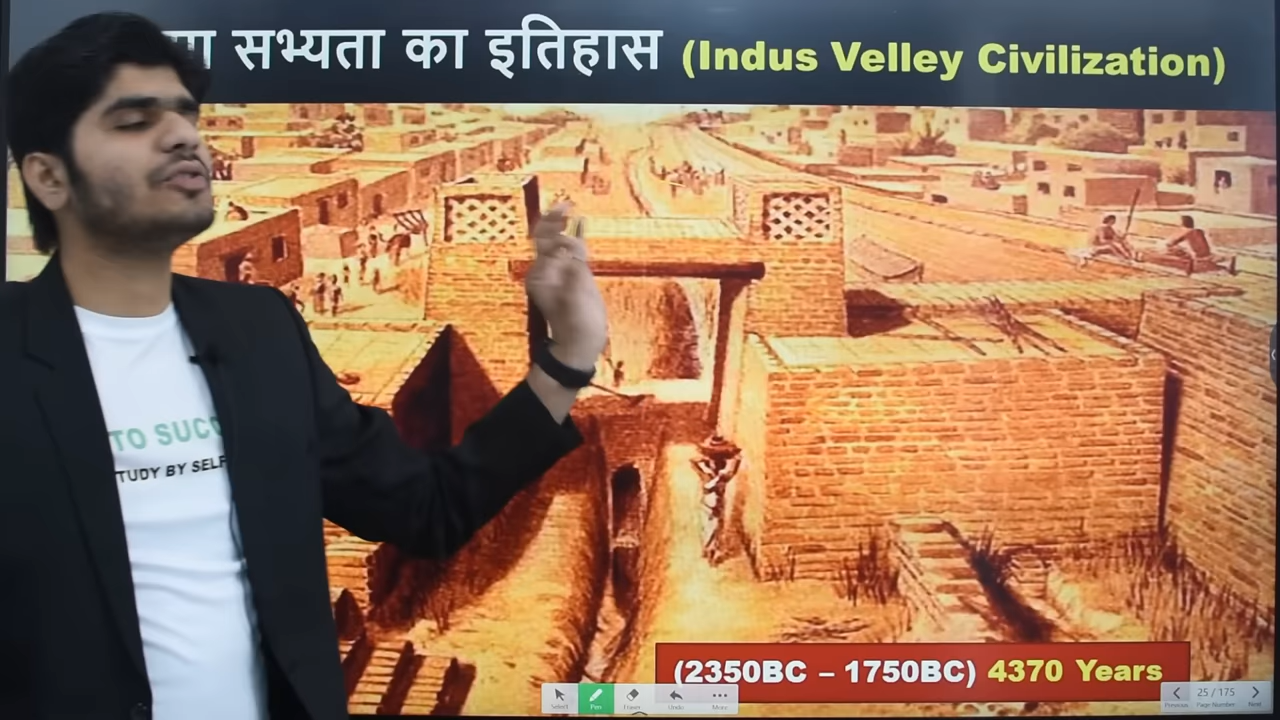 सभ्यता का इतिहास (Indus Velley Civilization)
TO SUCC
TUDY BY SELF
(2350BC – 1750BC) 4370 Years
Select Pen Eraser Undo More
Previous 25 / 175 Page Number Next